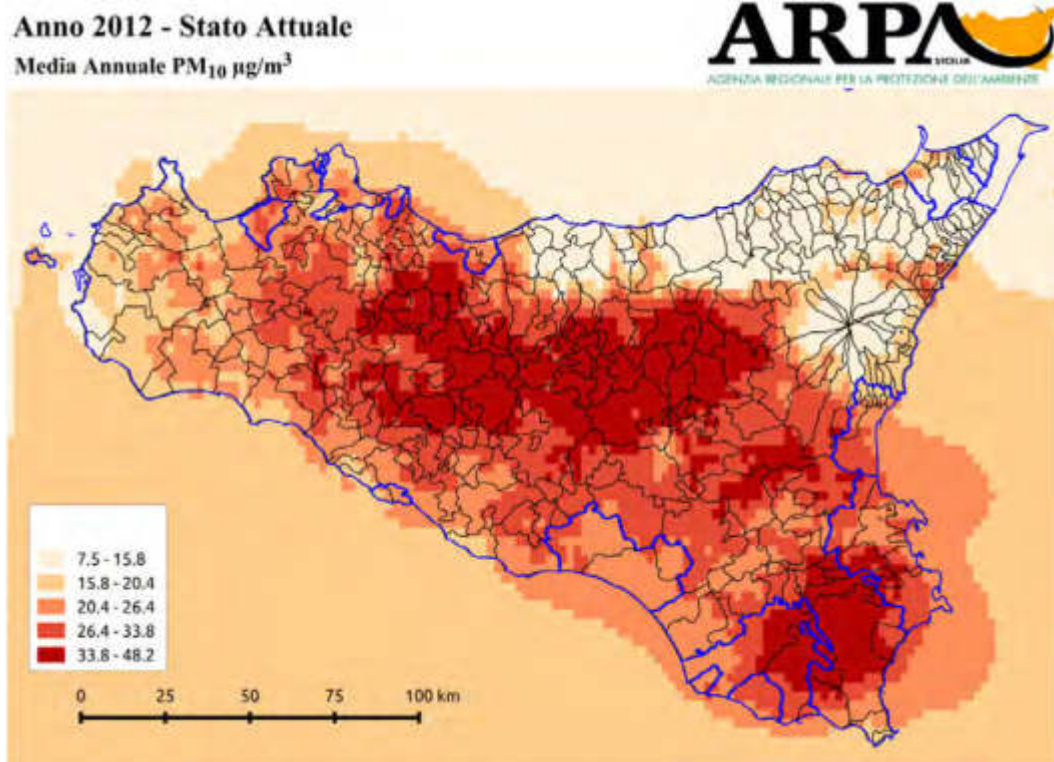 Anno 2012 - Stato Attuale
Media Annuale PM₁₀ µg/m³
ARPA
SICILIA
AGENZIA REGIONALE PER LA PROTEZIONE DELL'AMBIENTE
7.5 - 15.8
15.8 - 20.4
20.4 - 26.4
26.4 - 33.8
33.8 - 48.2
0 25 50 75 100 km